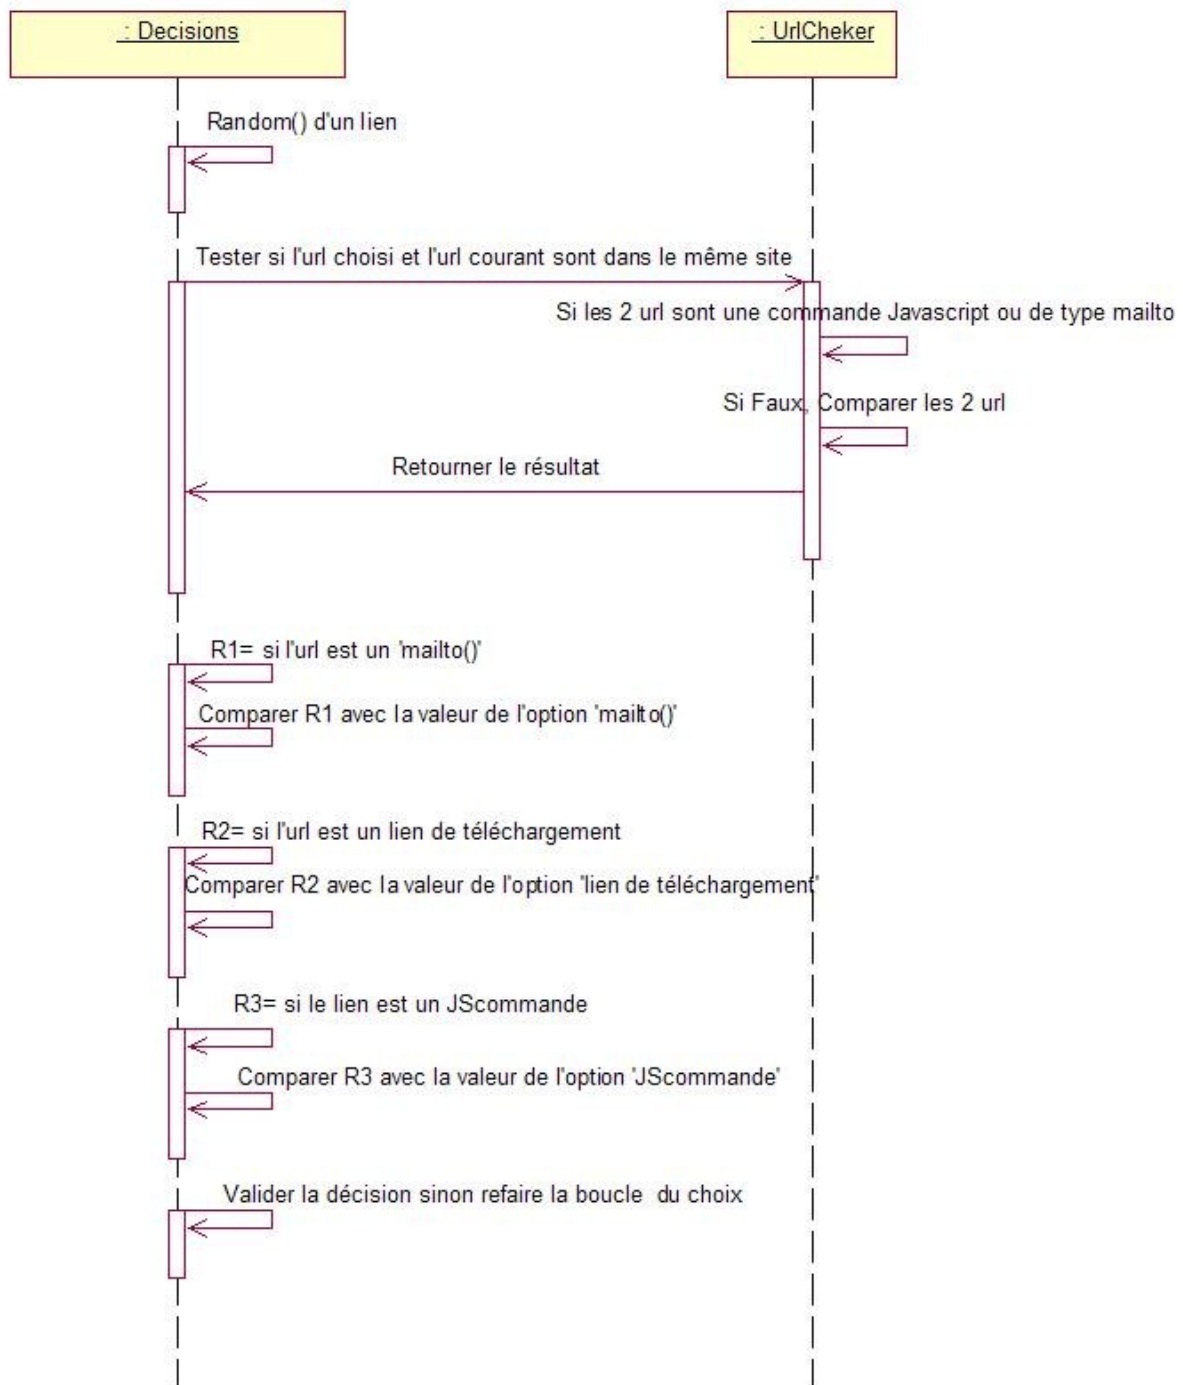 : Decisions
: UrlCheker
Random() d'un lien
Tester si l'url choisi et l'url courant sont dans le même site
Si les 2 url sont une commande Javascript ou de type mailto
Si Faux, Comparer les 2 url
Retourner le résultat
R1= si l'url est un 'mailto()'
Comparer R1 avec la valeur de l'option 'mailto()'
R2= si l'url est un lien de téléchargement
Comparer R2 avec la valeur de l'option 'lien de téléchargement'
R3= si le lien est un JScommande
Comparer R3 avec la valeur de l'option 'JScommande'
Valider la décision sinon refaire la boucle du choix